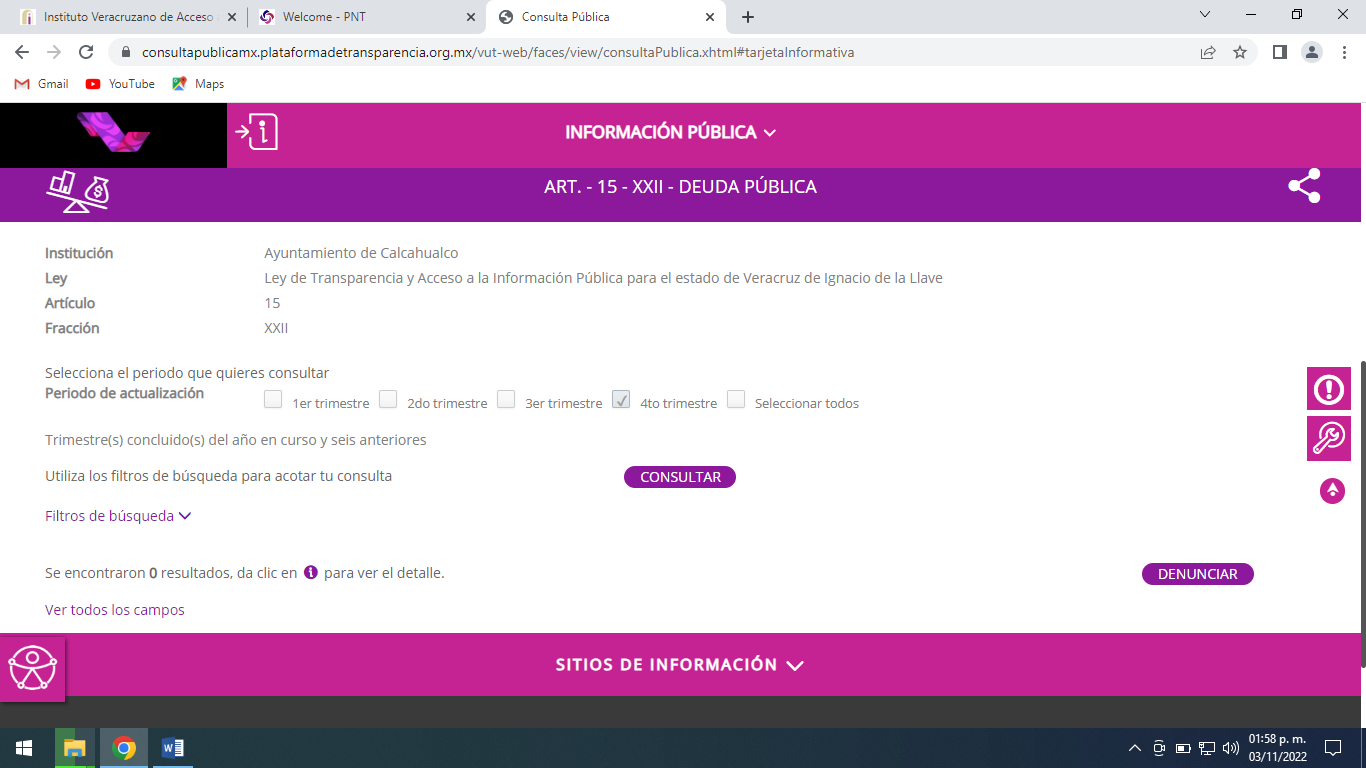 Instituto Veracruzano de Acceso
Welcome - PNT
Consulta Pública
consultapublicamx.plataformadetransparencia.org.mx/vut-web/faces/view/consultaPublica.xhtml#tarjetaInformativa
Gmail
YouTube
Maps
INFORMACIÓN PÚBLICA
ART. - 15 - XXII - DEUDA PÚBLICA
Institución Ayuntamiento de Calcahualco
Ley Ley de Transparencia y Acceso a la Información Pública para el estado de Veracruz de Ignacio de la Llave
Artículo 15
Fracción XXII
Selecciona el periodo que quieres consultar
Periodo de actualización 1er trimestre 2do trimestre 3er trimestre 4to trimestre Seleccionar todos
Trimestre(s) concluido(s) del año en curso y seis anteriores
Utiliza los filtros de búsqueda para acotar tu consulta CONSULTAR
Filtros de búsqueda
Se encontraron 0 resultados, da clic en i para ver el detalle. DENUNCIAR
Ver todos los campos
SITIOS DE INFORMACIÓN
01:58 p. m.
03/11/2022